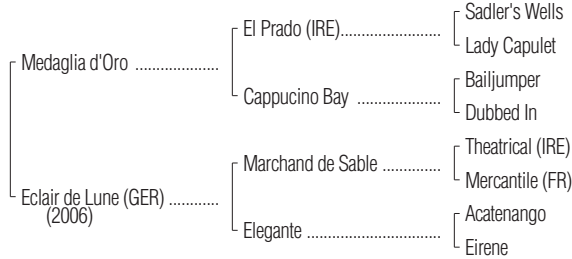 Sadler's Wells
El Prado (IRE)........................
Lady Capulet
Medaglia d'Oro ....................
Bailjumper
Cappucino Bay ....................
Dubbed In
Theatrical (IRE)
Marchand de Sable ..............
Mercantile (FR)
Eclair de Lune (GER) ............
(2006)
Acatenango
Elegante ................................
Eirene